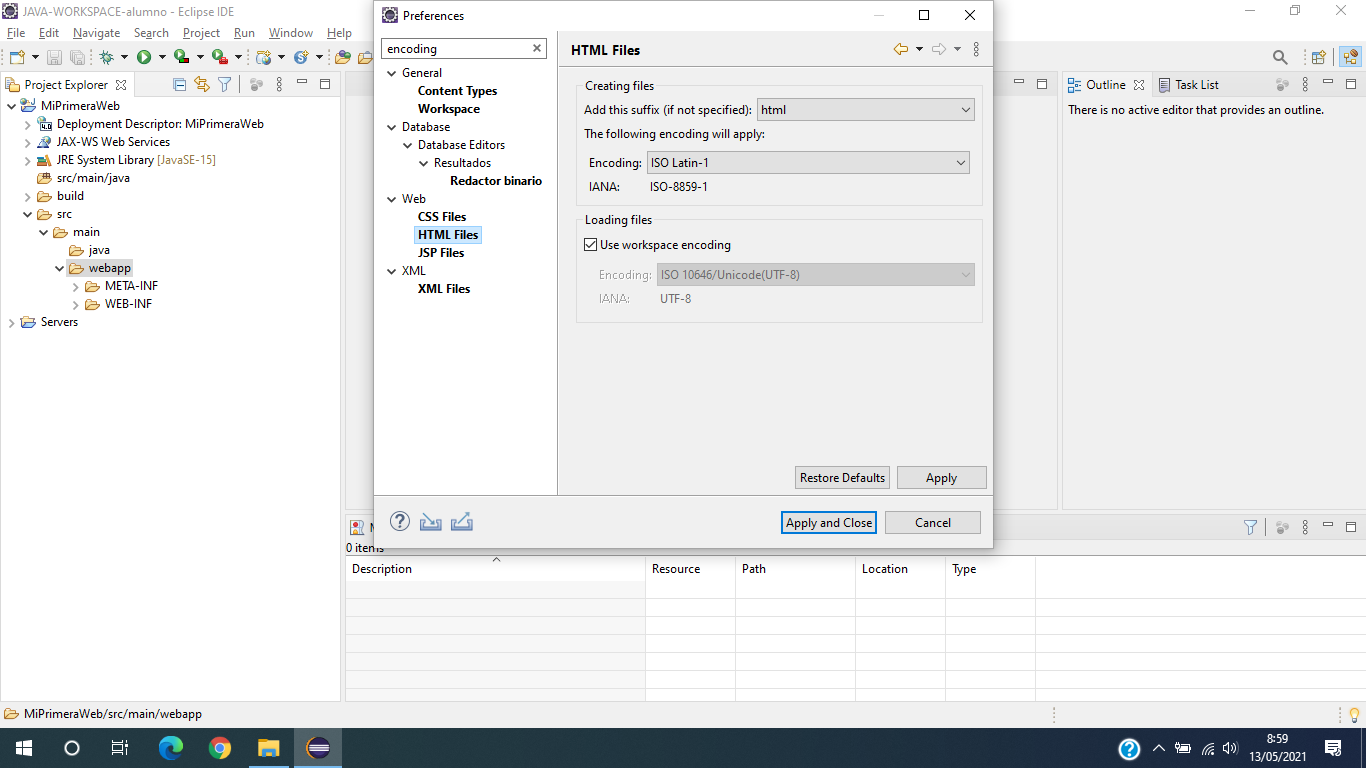 JAVA-WORKSPACE-alumno - Eclipse IDE
File Edit Navigate Search Project Run Window Help
Project Explorer
MiPrimeraWeb
Deployment Descriptor: MiPrimeraWeb
JAX-WS Web Services
JRE System Library [JavaSE-15]
src/main/java
build
src
main
java
webapp
META-INF
WEB-INF
Servers
Preferences
encoding
General
Content Types
Workspace
Database
Database Editors
Resultados
Redactor binario
Web
CSS Files
HTML Files
JSP Files
XML
XML Files
HTML Files
Creating files
Add this suffix (if not specified): html
The following encoding will apply:
Encoding: ISO Latin-1
IANA: ISO-8859-1
Loading files
Use workspace encoding
Encoding: ISO 10646/Unicode(UTF-8)
IANA: UTF-8
Restore Defaults Apply
Apply and Close Cancel
Outline Task List
There is no active editor that provides an outline.
0 items
Description Resource Path Location Type
MiPrimeraWeb/src/main/webapp
8:59
13/05/2021